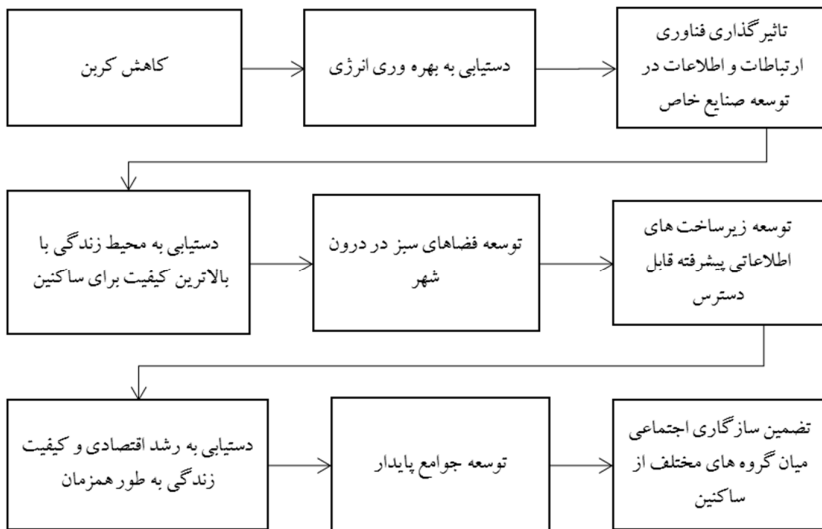 کاهش کربن
دستیابی به بهره وری انرژی
تاثیرگذاری فناوری
ارتباطات و اطلاعات در
توسعه صنایع خاص
دستیابی به محیط زندگی با
بالاترین کیفیت برای ساکنین
توسعه فضاهای سبز در درون
شهر
توسعه زیرساخت های
اطلاعاتی پیشرفته قابل
دسترس
دستیابی به رشد اقتصادی و کیفیت
زندگی به طور همزمان
توسعه جوامع پایدار
تضمین سازگاری اجتماعی
میان گروه های مختلف از
ساکنین